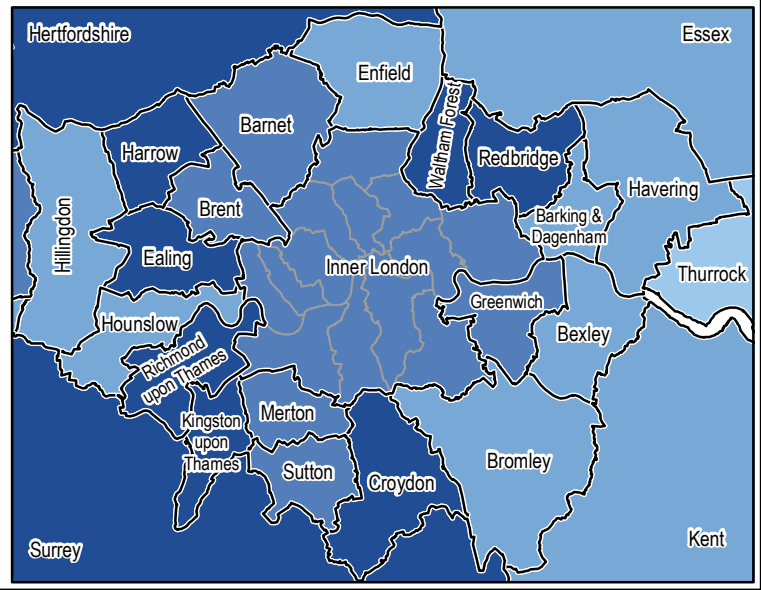 Hertfordshire
Essex
Enfield
Barnet
Waltham Forest
Harrow
Redbridge
Havering
Brent
Barking &
Dagenham
Hillingdon
Ealing
Inner London
Thurrock
Greenwich
Hounslow
Bexley
Richmond
upon Thames
Merton
Kingston
upon
Thames
Sutton
Croydon
Bromley
Surrey
Kent